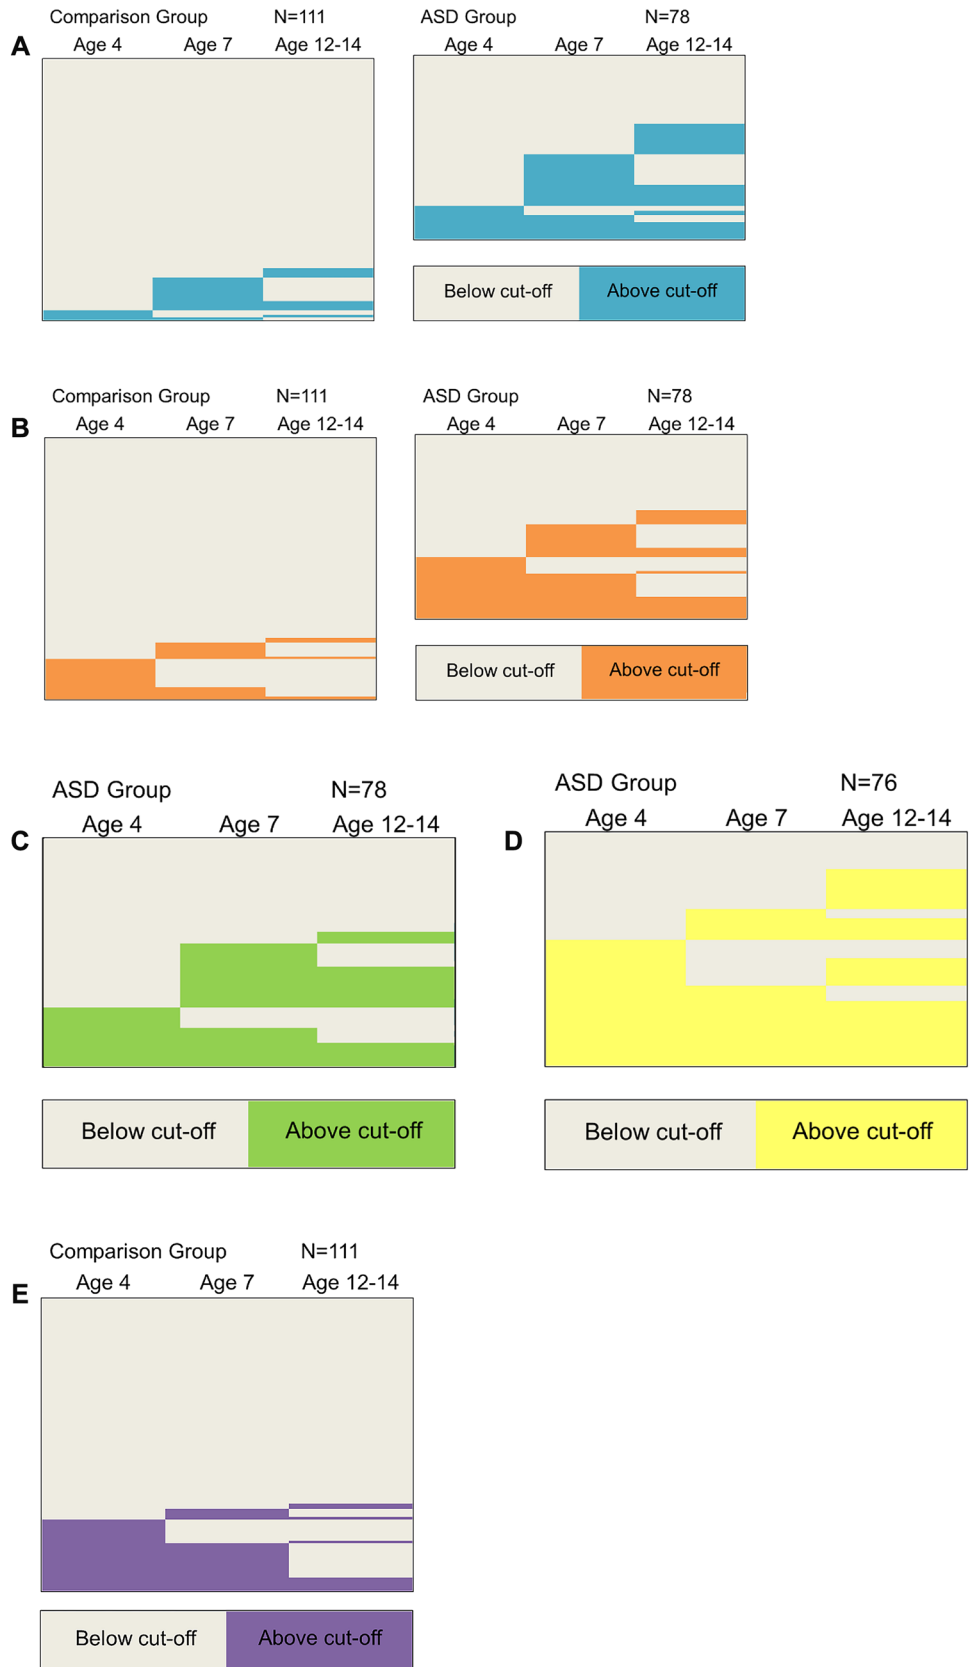 Comparison Group N=111
Age 4 Age 7 Age 12-14
A
ASD Group N=78
Age 4 Age 7 Age 12-14
Below cut-off Above cut-off
Comparison Group N=111
Age 4 Age 7 Age 12-14
B
ASD Group N=78
Age 4 Age 7 Age 12-14
Below cut-off Above cut-off
ASD Group N=78
Age 4 Age 7 Age 12-14
C
Below cut-off Above cut-off
ASD Group N=76
Age 4 Age 7 Age 12-14
D
Below cut-off Above cut-off
Comparison Group N=111
Age 4 Age 7 Age 12-14
E
Below cut-off Above cut-off